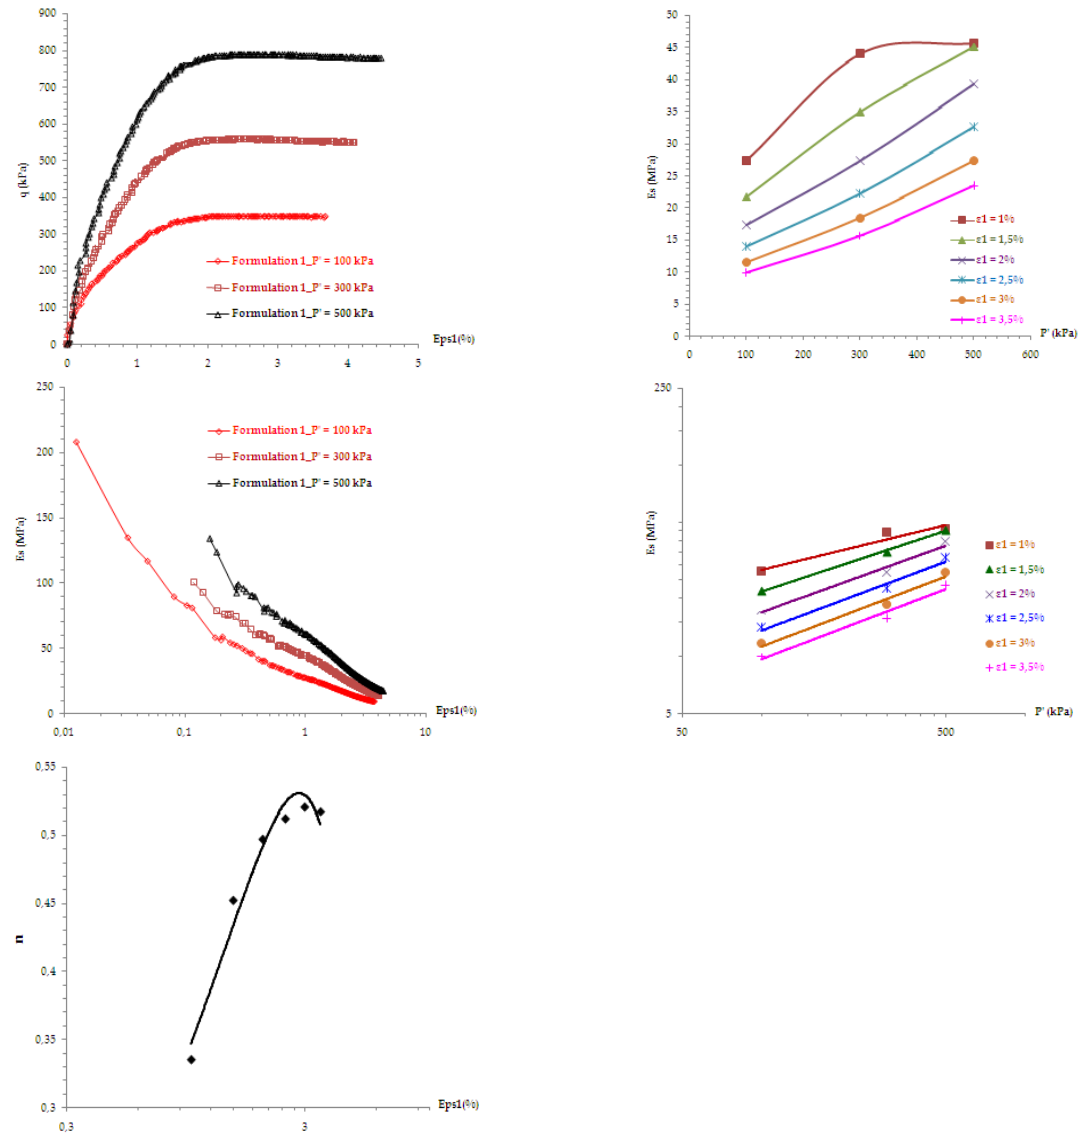 900
800
700
600
500
400
300
200
100
0
q (kPa)
0
1
2
3
4
5
Eps1(%)
Formulation 1_P' = 100 kPa
Formulation 1_P' = 300 kPa
Formulation 1_P' = 500 kPa
50
45
40
35
30
25
20
15
10
5
0
Es (MPa)
0
100
200
300
400
500
600
P' (kPa)
ε1 = 1%
ε1 = 1,5%
ε1 = 2%
ε1 = 2,5%
ε1 = 3%
ε1 = 3,5%
250
200
150
100
50
0
Es (MPa)
0,01
0,1
1
10
Eps1(%)
Formulation 1_P' = 100 kPa
Formulation 1_P' = 300 kPa
Formulation 1_P' = 500 kPa
250
5
Es (MPa)
50
500
P' (kPa)
ε1 = 1%
ε1 = 1,5%
ε1 = 2%
ε1 = 2,5%
ε1 = 3%
ε1 = 3,5%
0,55
0,5
0,45
0,4
0,35
0,3
n
0,3
3
Eps1(%)